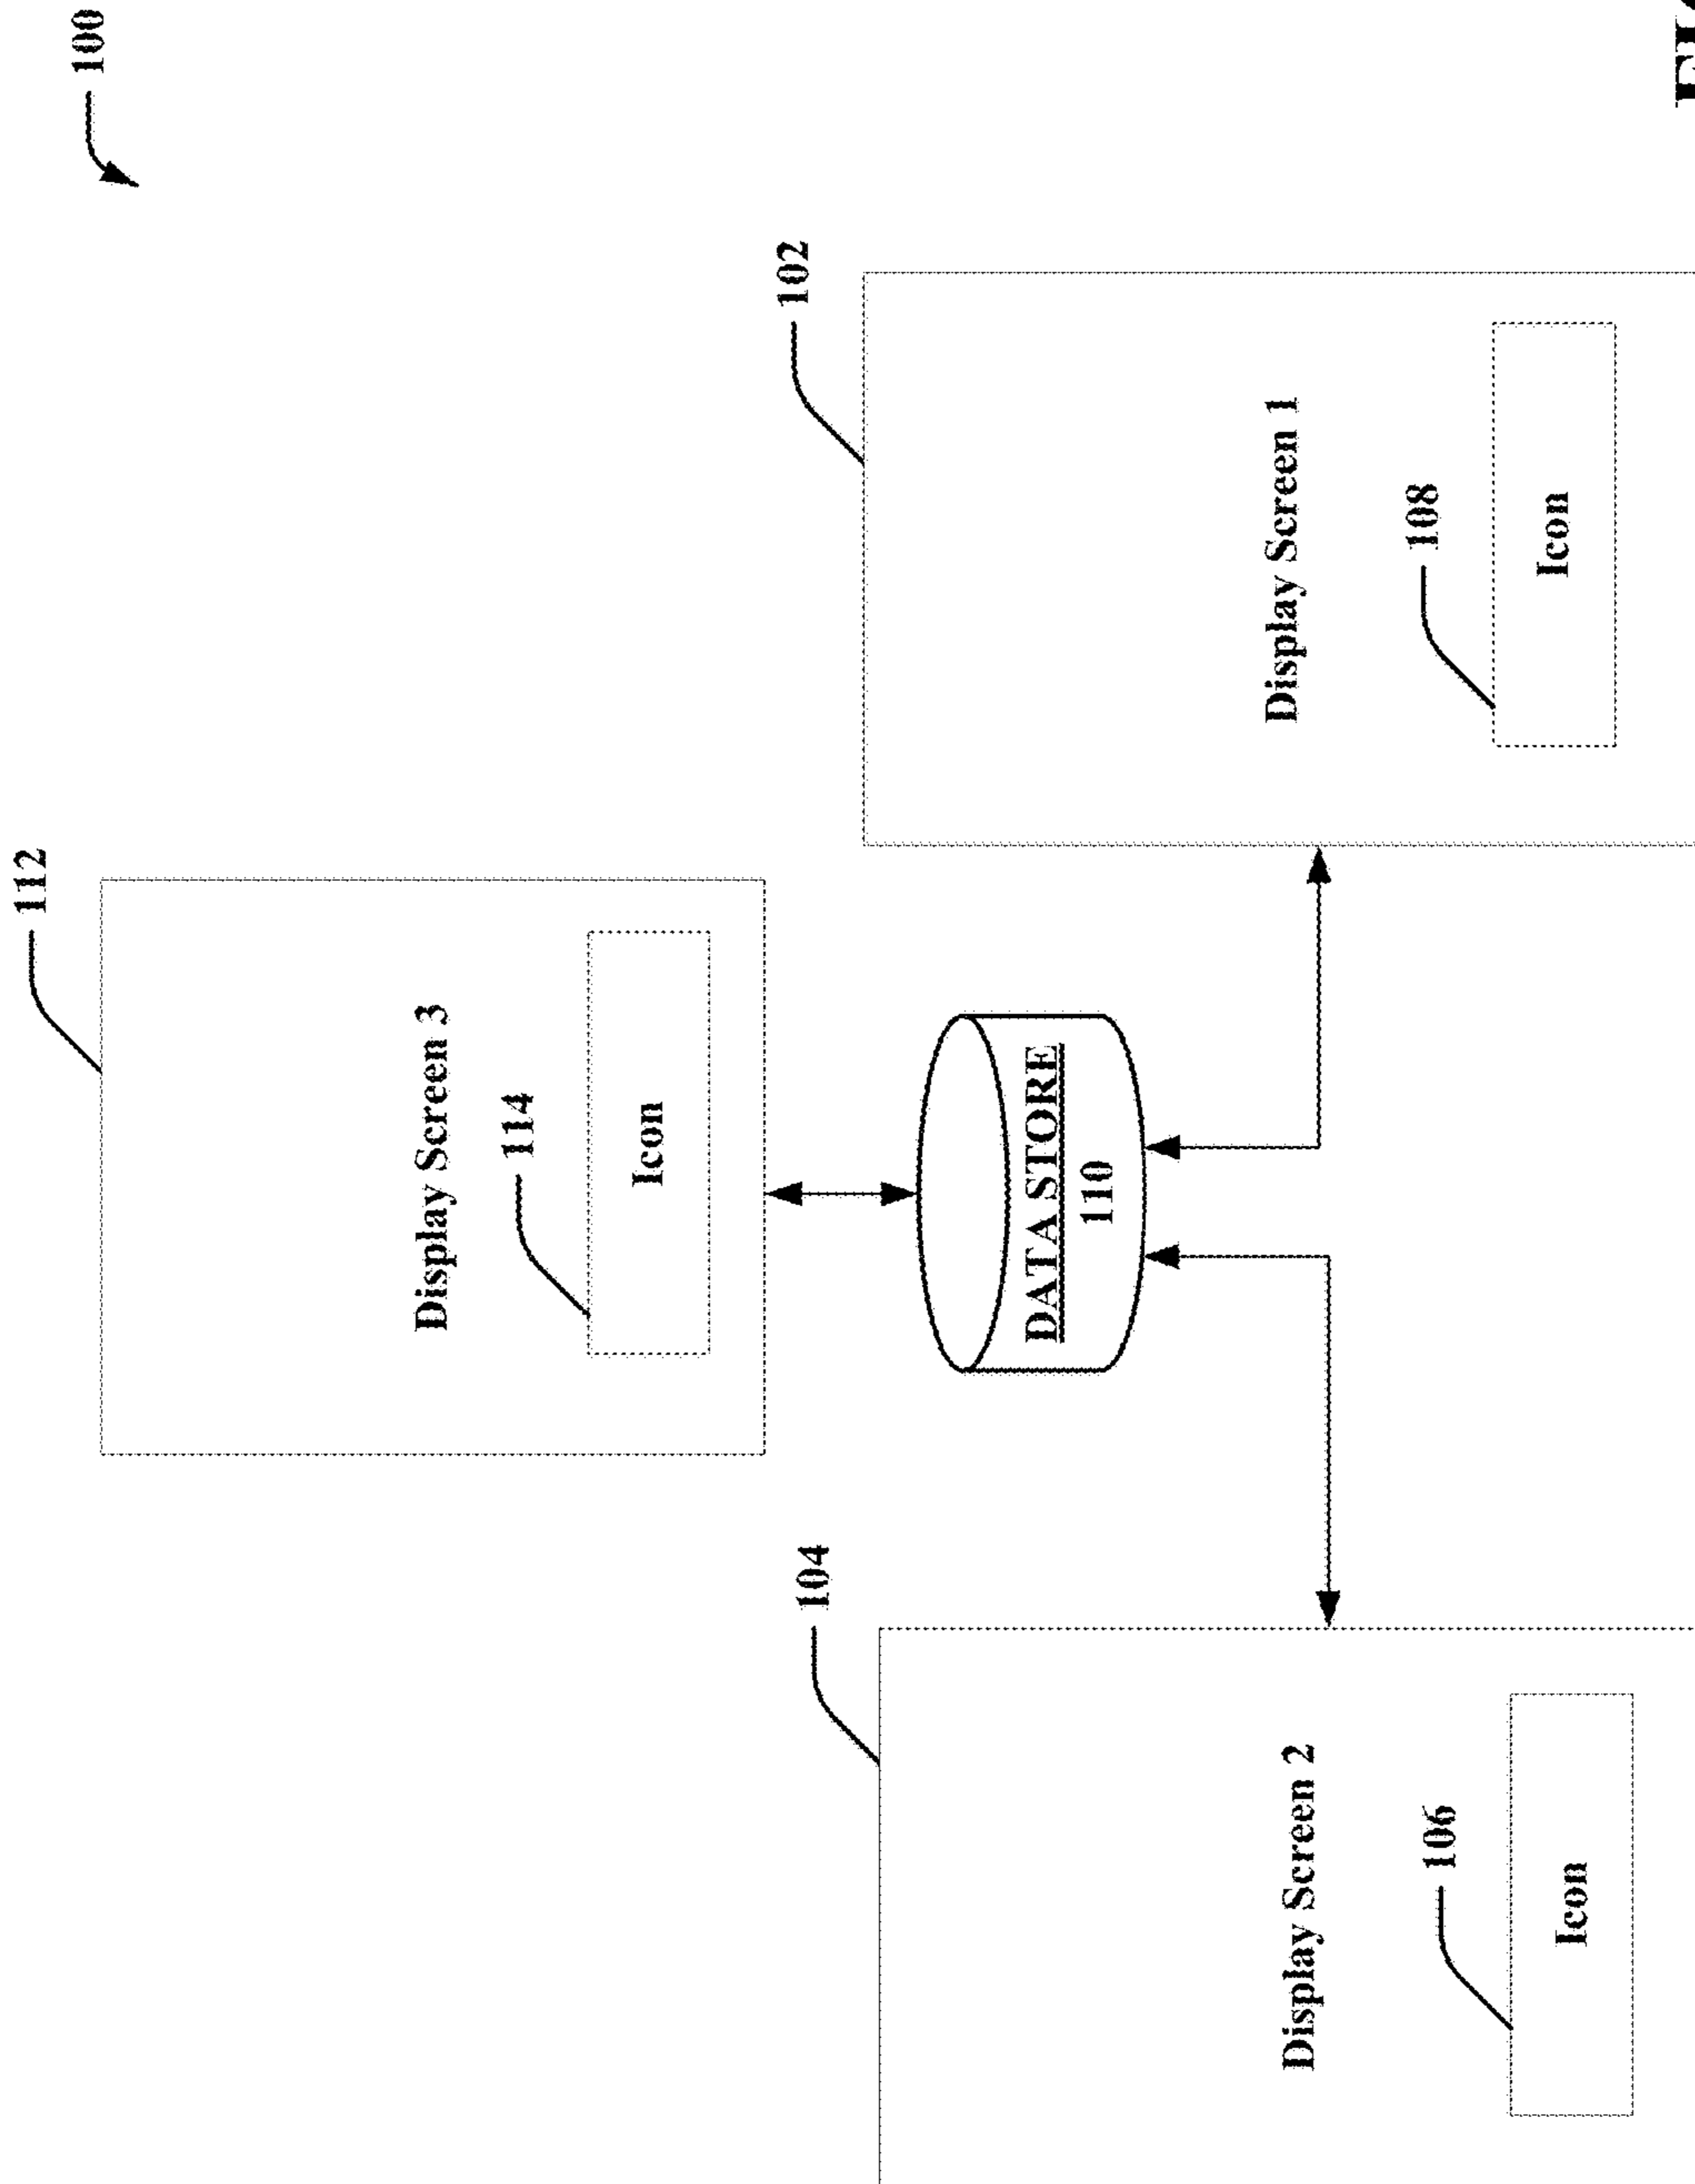 100
112
Display Screen 3
114
Icon
104
102
DATA STORE
110
Display Screen 2
Display Screen 1
106
108
Icon
Icon